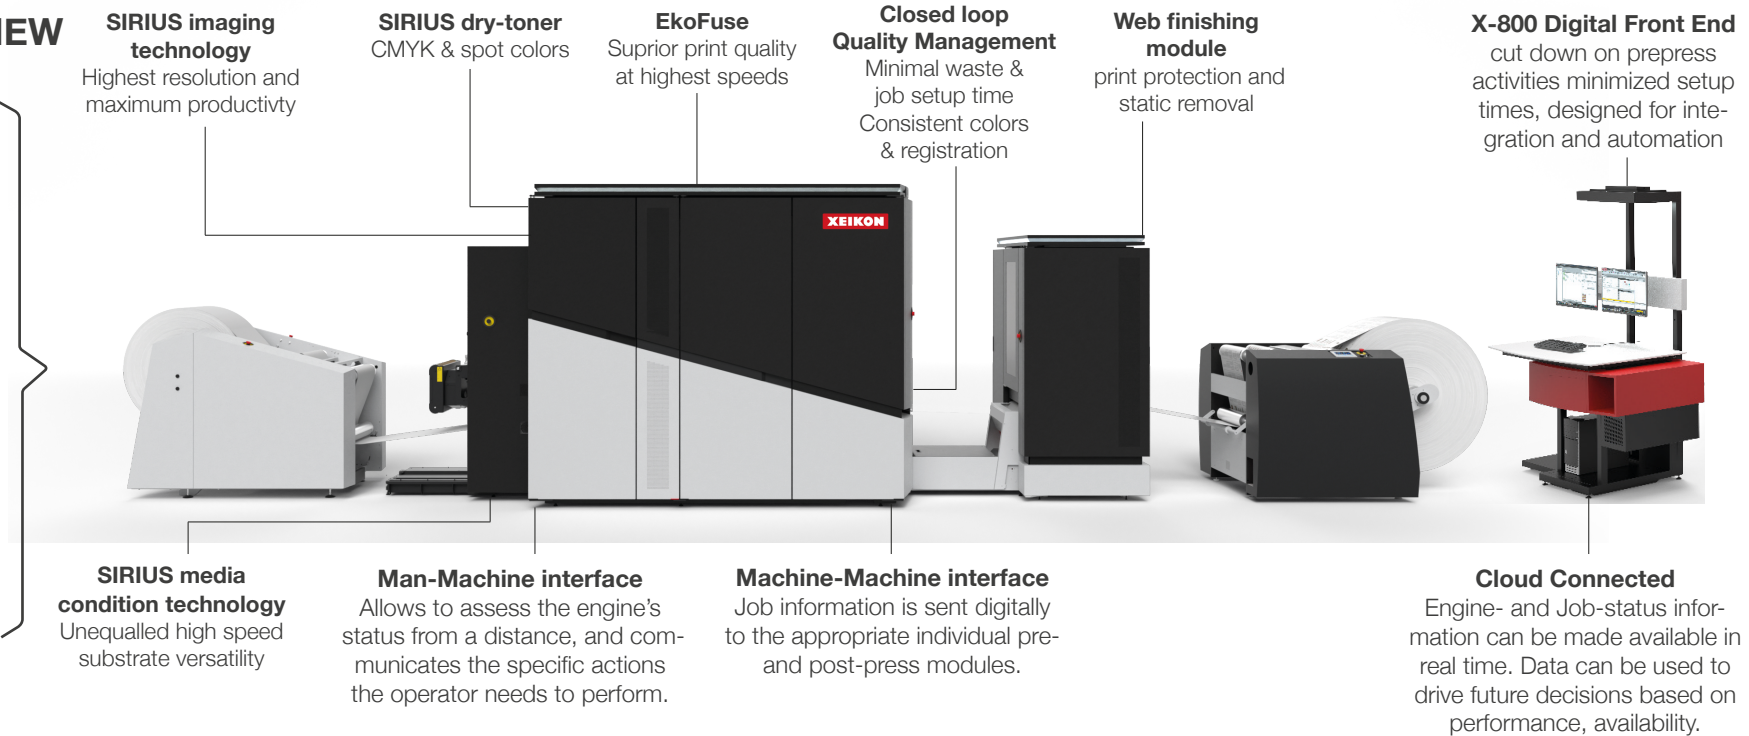 IEW
SIRIUS imaging
technology
Highest resolution and
maximum productivty
SIRIUS dry-toner
CMYK & spot colors
EkoFuse
Suprior print quality
at highest speeds
Closed loop
Quality Management
Minimal waste &
job setup time
Consistent colors
& registration
Web finishing
module
print protection and
static removal
X-800 Digital Front End
cut down on prepress
activities minimized setup
times, designed for inte-
gration and automation
XEIKON
SIRIUS media
condition technology
Unequalled high speed
substrate versatility
Man-Machine interface
Allows to assess the engine’s
status from a distance, and com-
municates the specific actions
the operator needs to perform.
Machine-Machine interface
Job information is sent digitally
to the appropriate individual pre-
and post-press modules.
Cloud Connected
Engine- and Job-status infor-
mation can be made available in
real time. Data can be used to
drive future decisions based on
performance, availability.